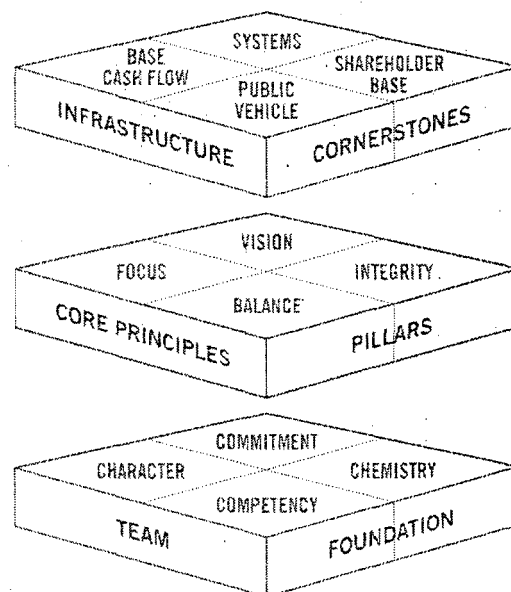 SYSTEMS
BASE
CASH FLOW
SHAREHOLDER
BASE
PUBLIC
VEHICLE
INFRASTRUCTURE
CORNERSTONES
VISION
FOCUS
INTEGRITY
BALANCE
CORE PRINCIPLES
PILLARS
COMMITMENT
CHARACTER
CHEMISTRY
COMPETENCY
TEAM
FOUNDATION